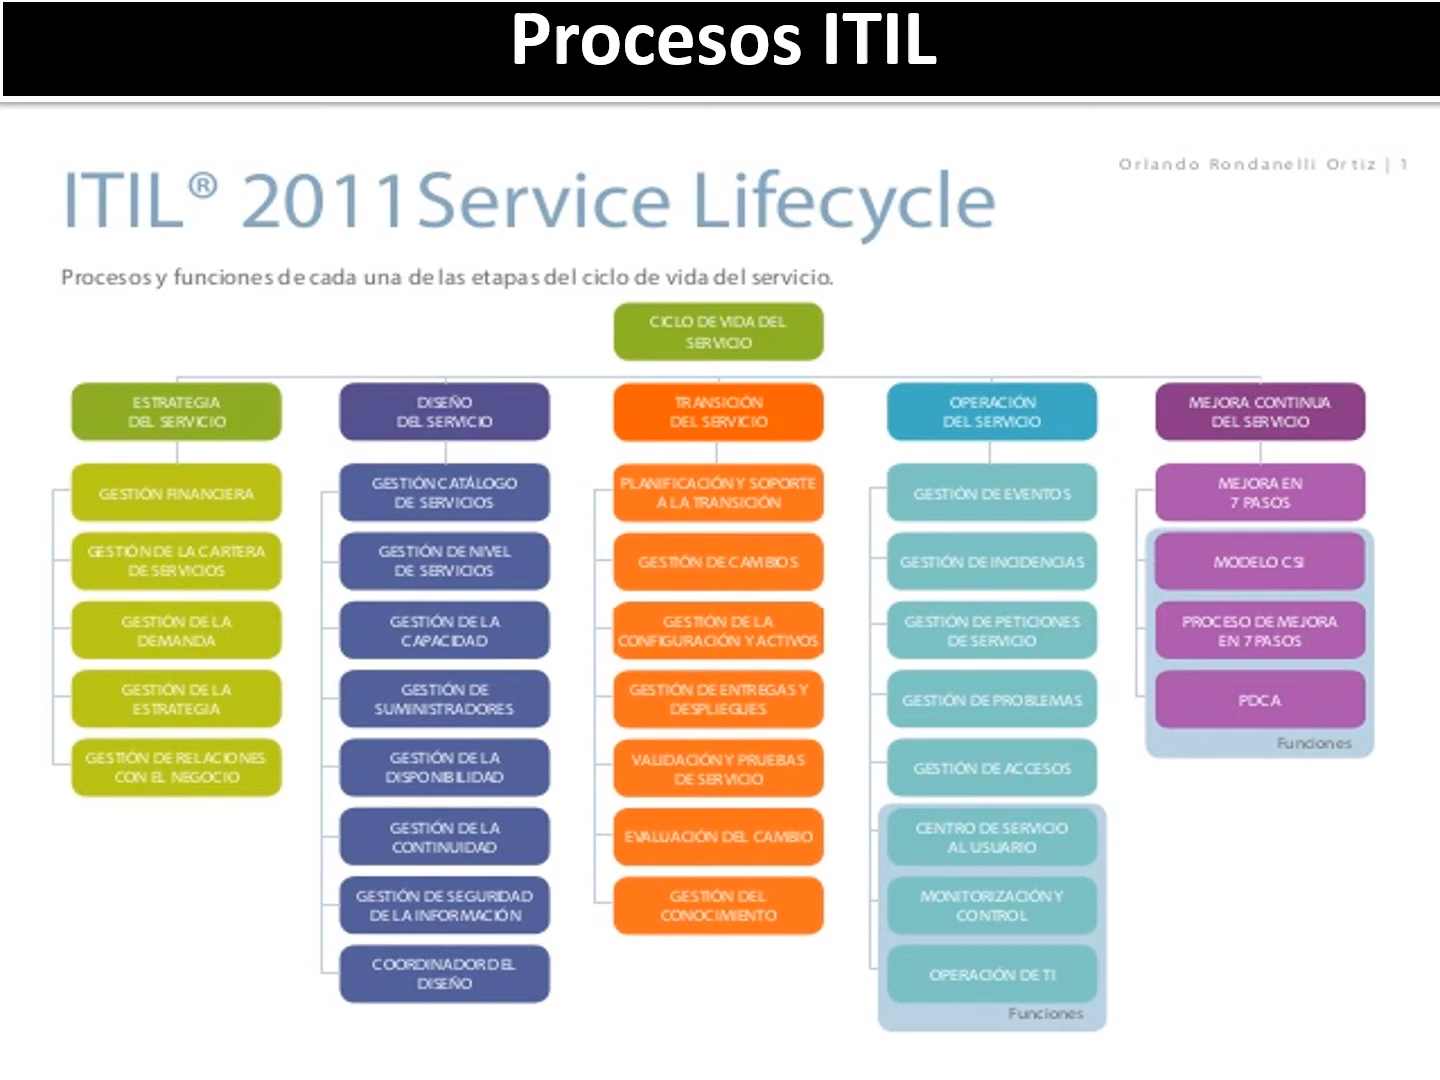 Procesos ITIL
Orlando Rondanelli Ortiz | 1
ITIL® 2011Service Lifecycle
Procesos y funciones de cada una de las etapas del ciclo de vida del servicio.
CICLO DE VIDA DEL
SERVICIO
ESTRATEGIA
DEL SERVICIO
GESTIÓN FINANCIERA
GESTIÓN DE LA CARTERA
DE SERVICIOS
GESTIÓN DE LA
DEMANDA
GESTIÓN DE LA
ESTRATEGIA
GESTIÓN DE RELACIONES
CON EL NEGOCIO
DISEÑO
DEL SERVICIO
GESTIÓN CATÁLOGO
DE SERVICIOS
GESTIÓN DE NIVEL
DE SERVICIOS
GESTIÓN DE LA
CAPACIDAD
GESTIÓN DE
SUMINISTRADORES
GESTIÓN DE LA
DISPONIBILIDAD
GESTIÓN DE LA
CONTINUIDAD
GESTIÓN DE SEGURIDAD
DE LA INFORMACIÓN
COORDINADOR DEL
DISEÑO
TRANSICIÓN
DEL SERVICIO
PLANIFICACIÓN Y SOPORTE
A LA TRANSICIÓN
GESTIÓN DE CAMBIOS
GESTIÓN DE LA
CONFIGURACIÓN Y ACTIVOS
GESTIÓN DE ENTREGAS Y
DESPLIEGUES
VALIDACIÓN Y PRUEBAS
DE SERVICIO
EVALUACIÓN DEL CAMBIO
GESTIÓN DEL
CONOCIMIENTO
OPERACIÓN
DEL SERVICIO
GESTIÓN DE EVENTOS
GESTIÓN DE INCIDENCIAS
GESTIÓN DE PETICIONES
DE SERVICIO
GESTIÓN DE PROBLEMAS
GESTIÓN DE ACCESOS
CENTRO DE SERVICIO
AL USUARIO
MONITORIZACIÓN Y
CONTROL
OPERACIÓN DE TI
Funciones
MEJORA CONTINUA
DEL SERVICIO
MEJORA EN
7 PASOS
MODELO CSI
PROCESO DE MEJORA
EN 7 PASOS
PDCA
Funciones